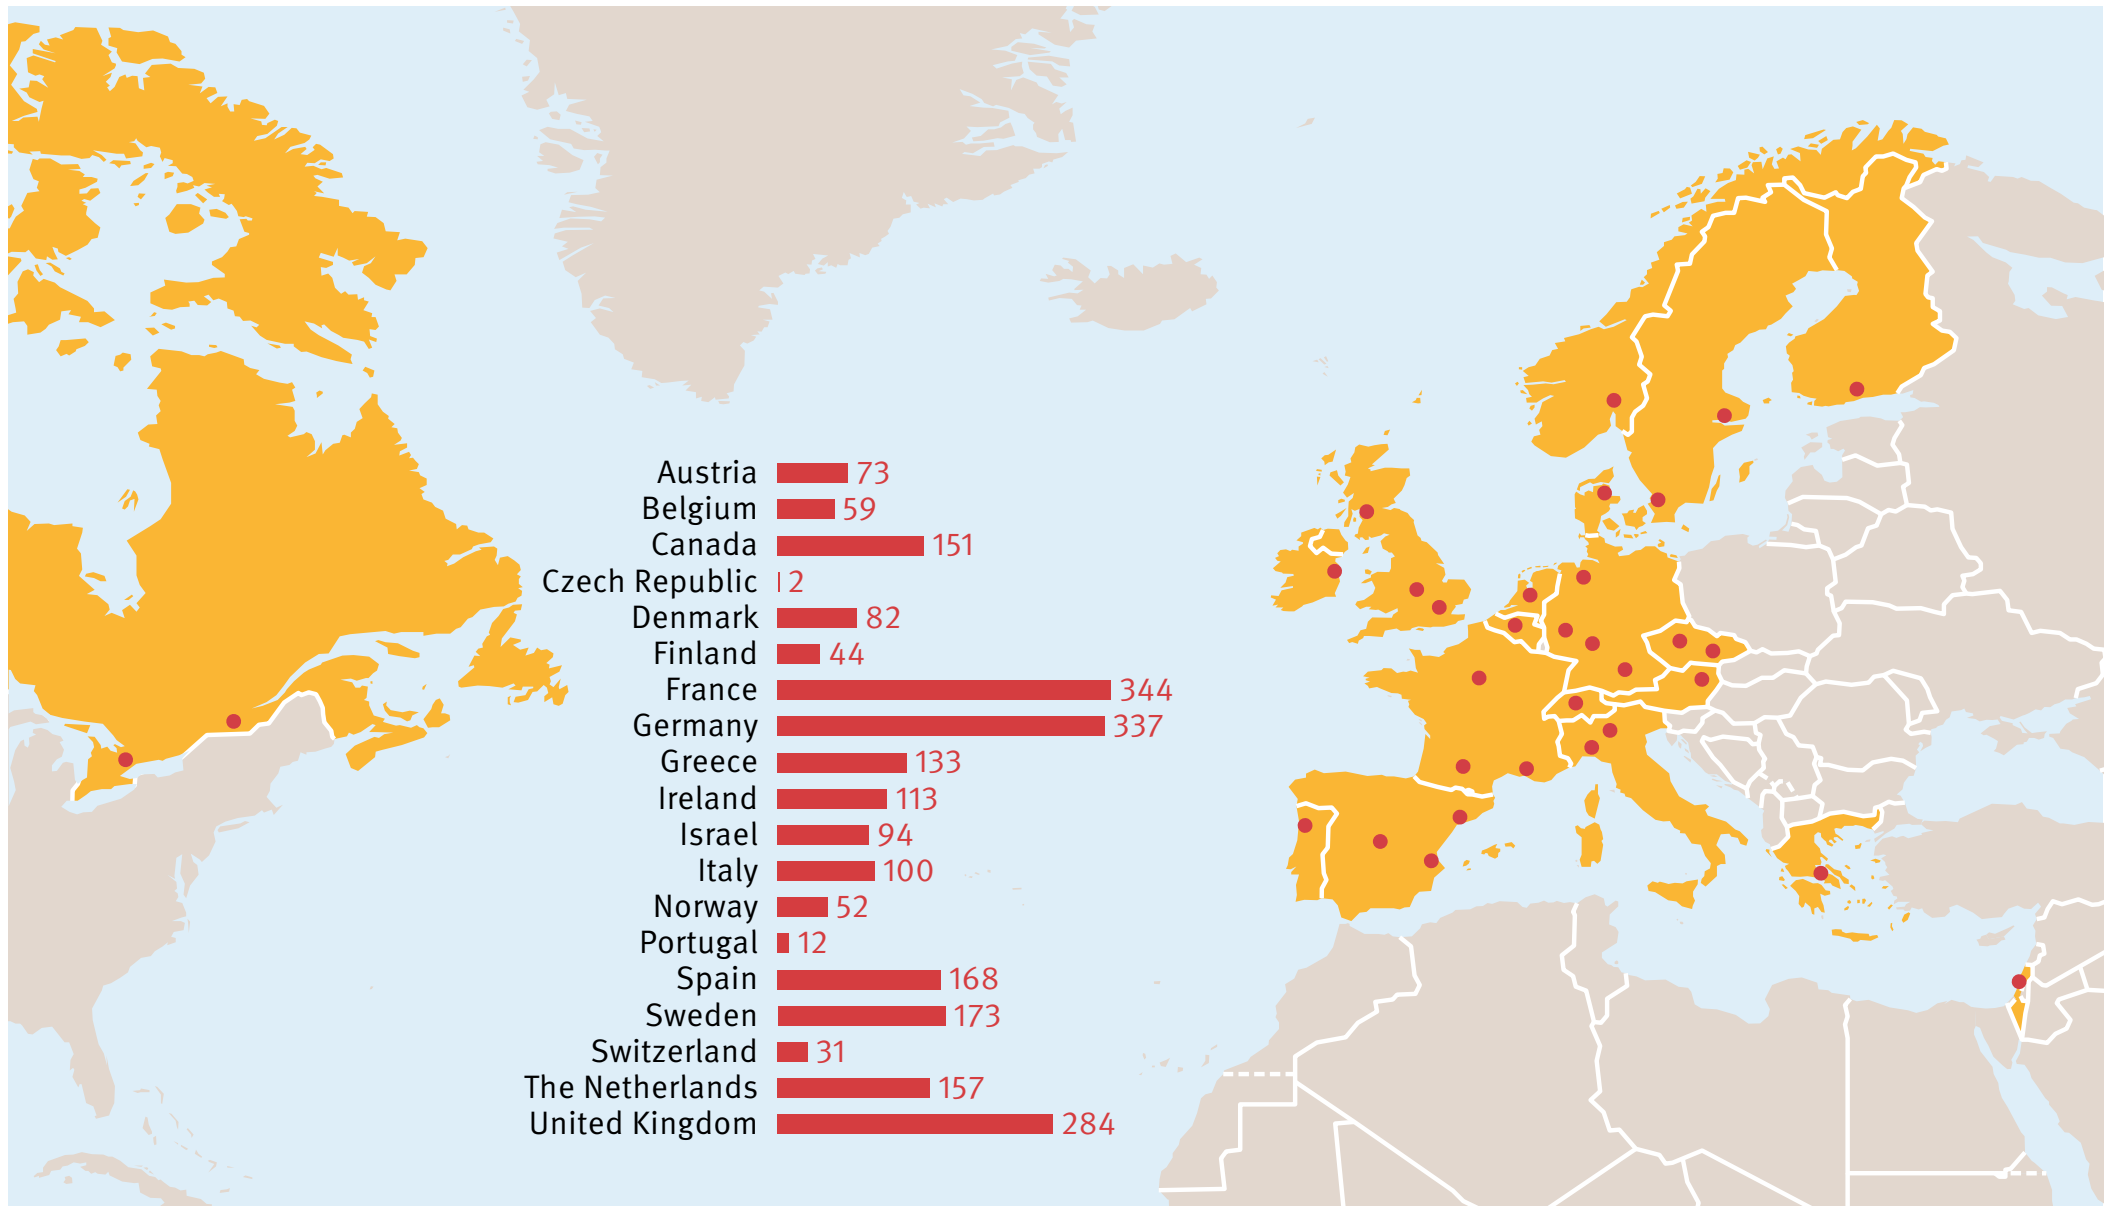 Austria 73
Belgium 59
Canada 151
Czech Republic 2
Denmark 82
Finland 44
France 344
Germany 337
Greece 133
Ireland 113
Israel 94
Italy 100
Norway 52
Portugal 12
Spain 168
Sweden 173
Switzerland 31
The Netherlands 157
United Kingdom 284